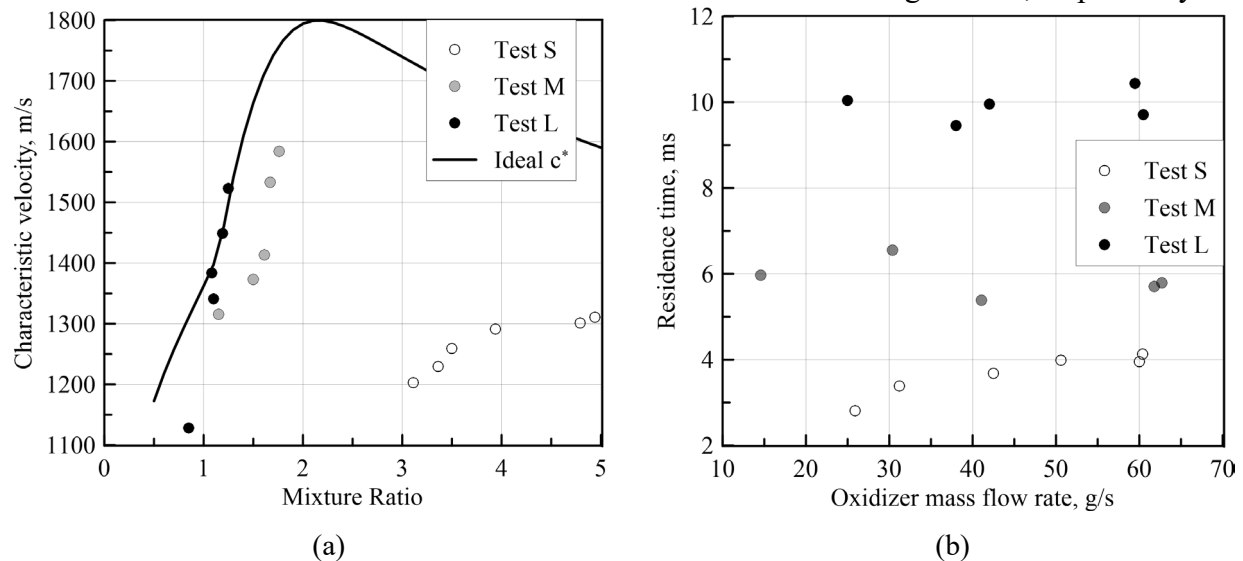 1800
1700
1600
1500
1400
1300
1200
1100
0
1
2
3
4
5
Characteristic velocity, m/s
Mixture Ratio
Test S
Test M
Test L
Ideal c*
(a)
12
10
8
6
4
2
10
20
30
40
50
60
70
Residence time, ms
Oxidizer mass flow rate, g/s
Test S
Test M
Test L
(b)